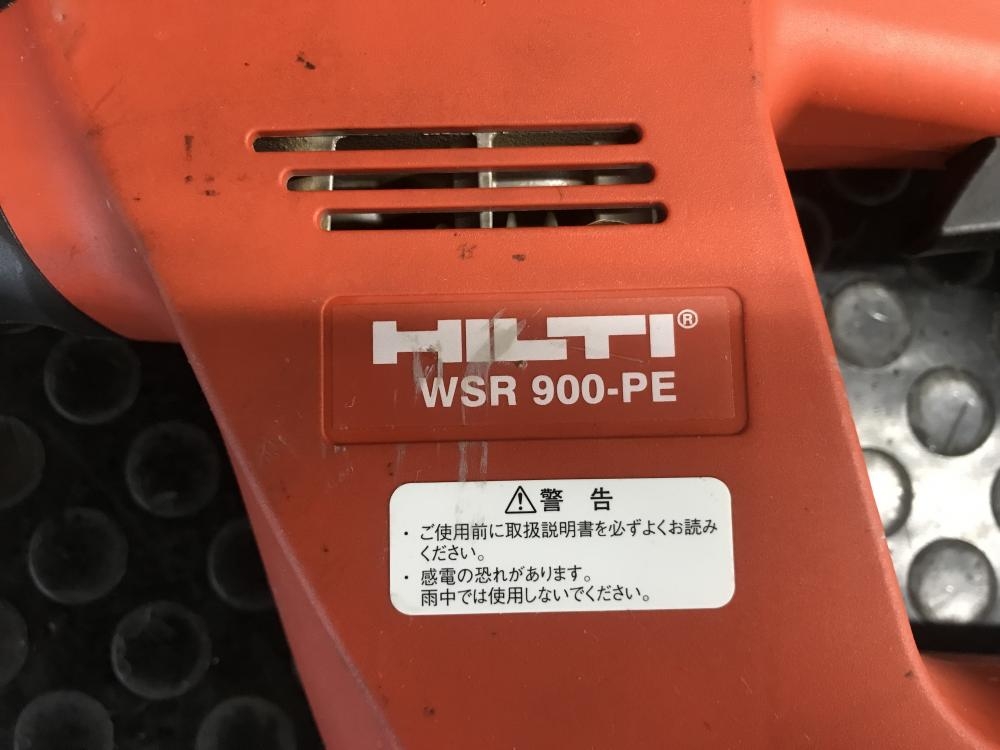 HILTI®
WSR 900-PE
⚠警 告
・ご使用前に取扱説明書を必ずよくお読み
ください。
・感電の恐れがあります。
雨中では使用しないでください。